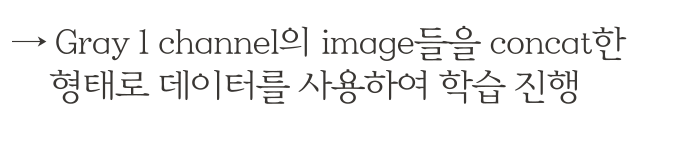 → Gray 1 channel의 image들을 concat한
형태로 데이터를 사용하여 학습 진행